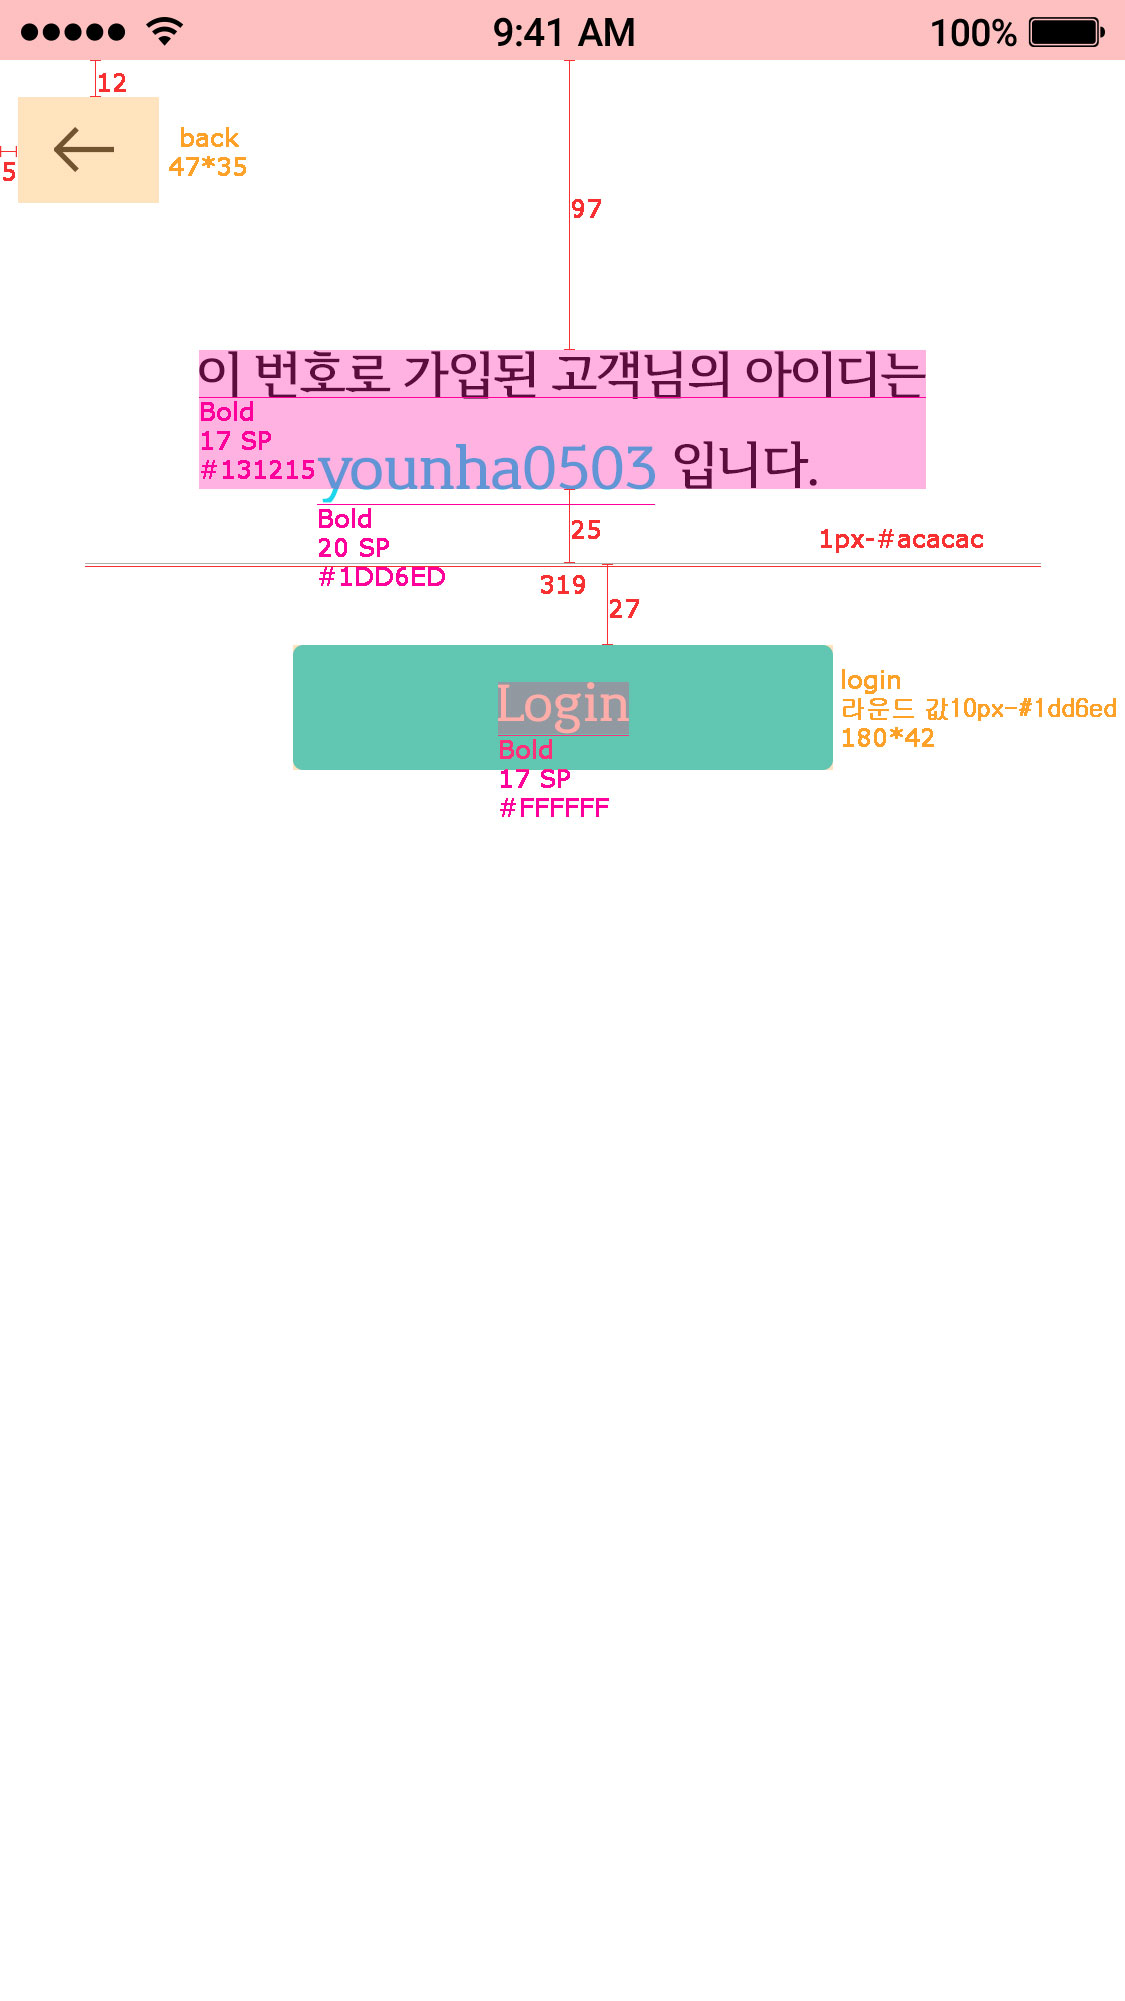 9:41 AM 100%
12
back
47*35
5
97
이 번호로 가입된 고객님의 아이디는
Bold
17 SP
#131215
younha0503 입니다.
Bold
20 SP
#1DD6ED
25
1px-#acacac
319
27
Login
Bold
17 SP
#FFFFFF
login
라운드 값10px-#1dd6ed
180*42